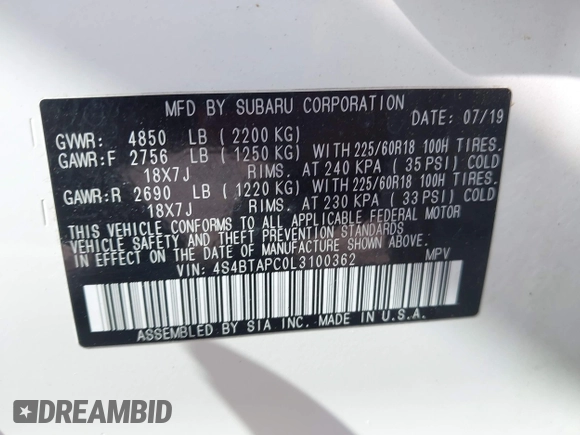 MFD BY SUBARU CORPORATION
DATE: 07/19
GVWR: 4850 LB (2200 KG)
GAWR:F 2756 LB (1250 KG) WITH 225/60R18 100H TIRES.
18X7J RIMS. AT 240 KPA (35 PSI) COLD
GAWR:R 2690 LB (1220 KG) WITH 225/60R18 100H TIRES.
18X7J RIMS. AT 230 KPA (33 PSI) COLD
THIS VEHICLE CONFORMS TO ALL APPLICABLE FEDERAL MOTOR
VEHICLE SAFETY AND THEFT PREVENTION STANDARDS
IN EFFECT ON THE DATE OF MANUFACTURE SHOWN ABOVE.
VIN: 4S4BTAPC0L3100362 MPV
ASSEMBLED BY SIA INC. MADE IN U.S.A.
DREAMBID